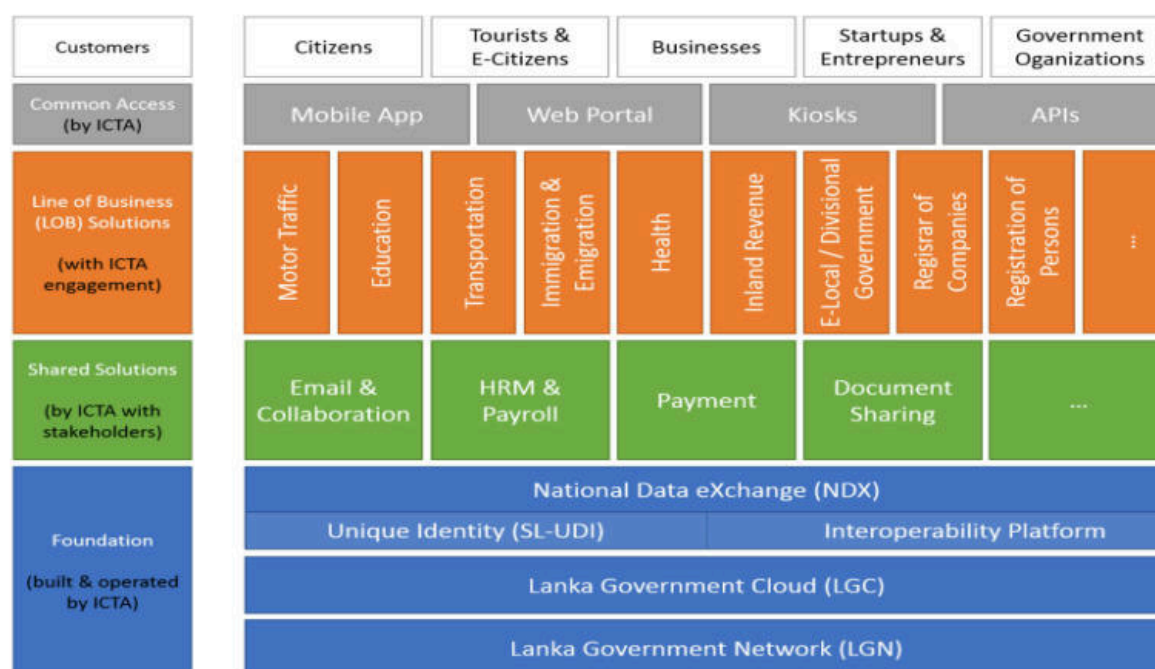 Customers
Citizens
Tourists &
E-Citizens
Businesses
Startups &
Entrepreneurs
Government
Oganizations
Common Access
(by ICTA)
Mobile App
Web Portal
Kiosks
APIs
Line of Business
(LOB) Solutions
(with ICTA
engagement)
Motor Traffic
Education
Transportation
Immigration &
Emigration
Health
Inland Revenue
E-Local / Divisional
Government
Regisrar of
Companies
Registration of
Persons
...
Shared Solutions
(by ICTA with
stakeholders)
Email &
Collaboration
HRM &
Payroll
Payment
Document
Sharing
...
Foundation
(built & operated
by ICTA)
National Data eXchange (NDX)
Unique Identity (SL-UDI)
Interoperability Platform
Lanka Government Cloud (LGC)
Lanka Government Network (LGN)